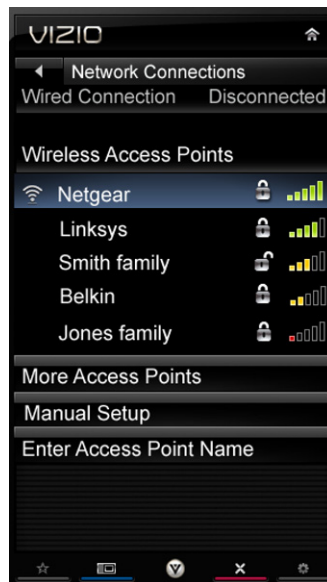 VIZIO
Network Connections
Wired Connection Disconnected
Wireless Access Points
Netgear
Linksys
Smith family
Belkin
Jones family
More Access Points
Manual Setup
Enter Access Point Name
V